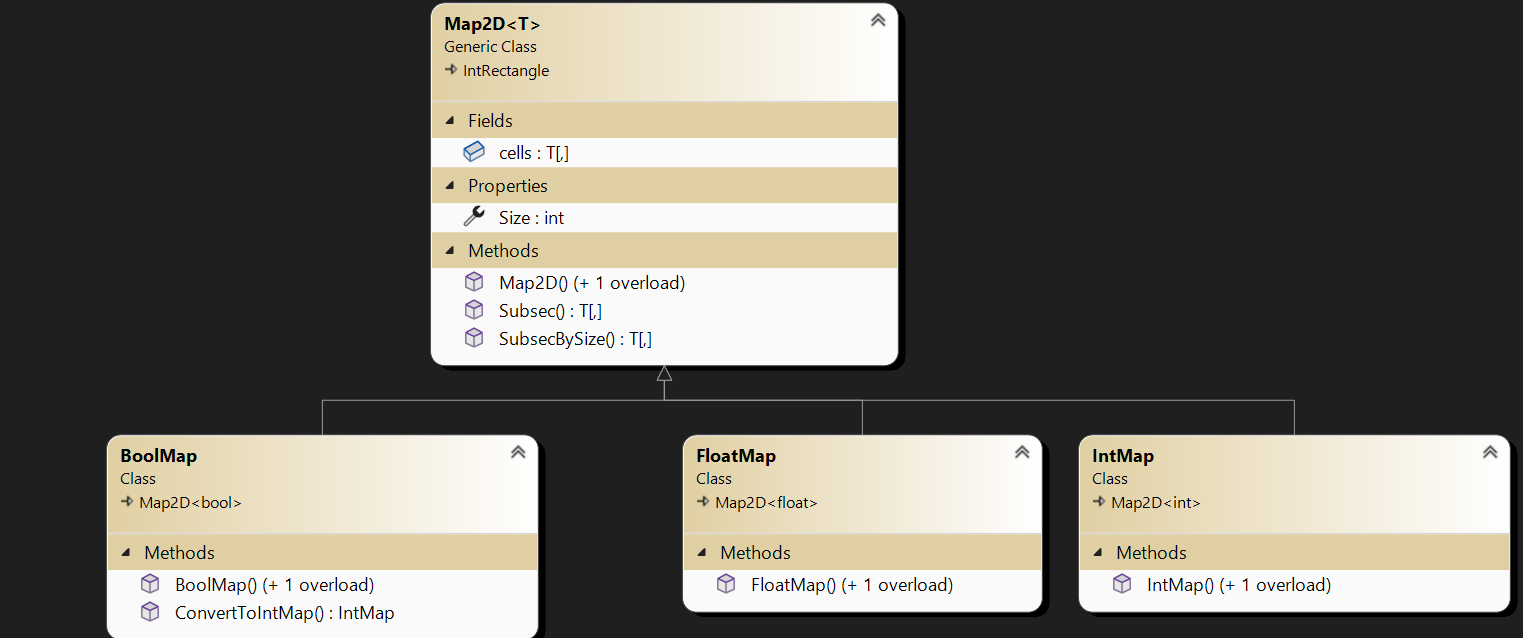 Map2D<T>
Generic Class
IntRectangle
Fields
cells : T[,]
Properties
Size : int
Methods
Map2D() (+ 1 overload)
Subsec() : T[,]
SubsecBySize() : T[,]
BoolMap
Class
Map2D<bool>
Methods
BoolMap() (+ 1 overload)
ConvertToIntMap() : IntMap
FloatMap
Class
Map2D<float>
Methods
FloatMap() (+ 1 overload)
IntMap
Class
Map2D<int>
Methods
IntMap() (+ 1 overload)